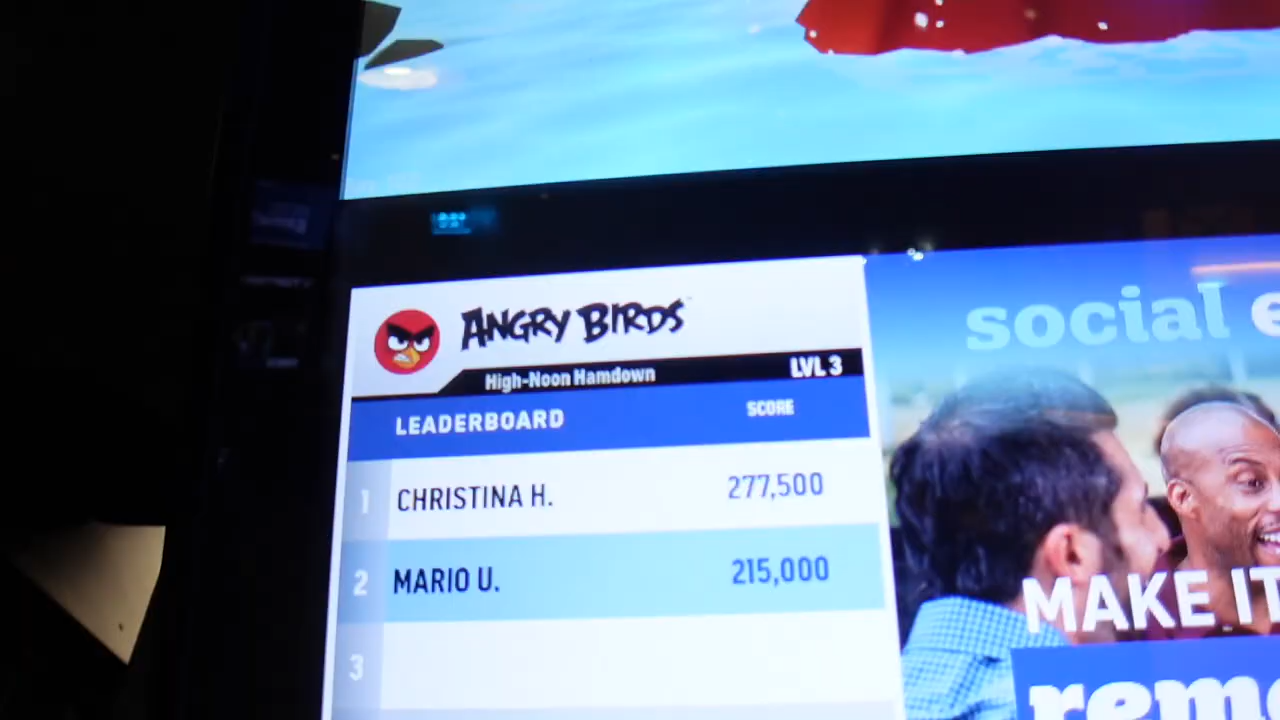 ANGRY BIRDS
High-Noon Hamdown LVL 3
LEADERBOARD SCORE
1 CHRISTINA H. 277,500
2 MARIO U. 215,000
3
social
MAKE IT